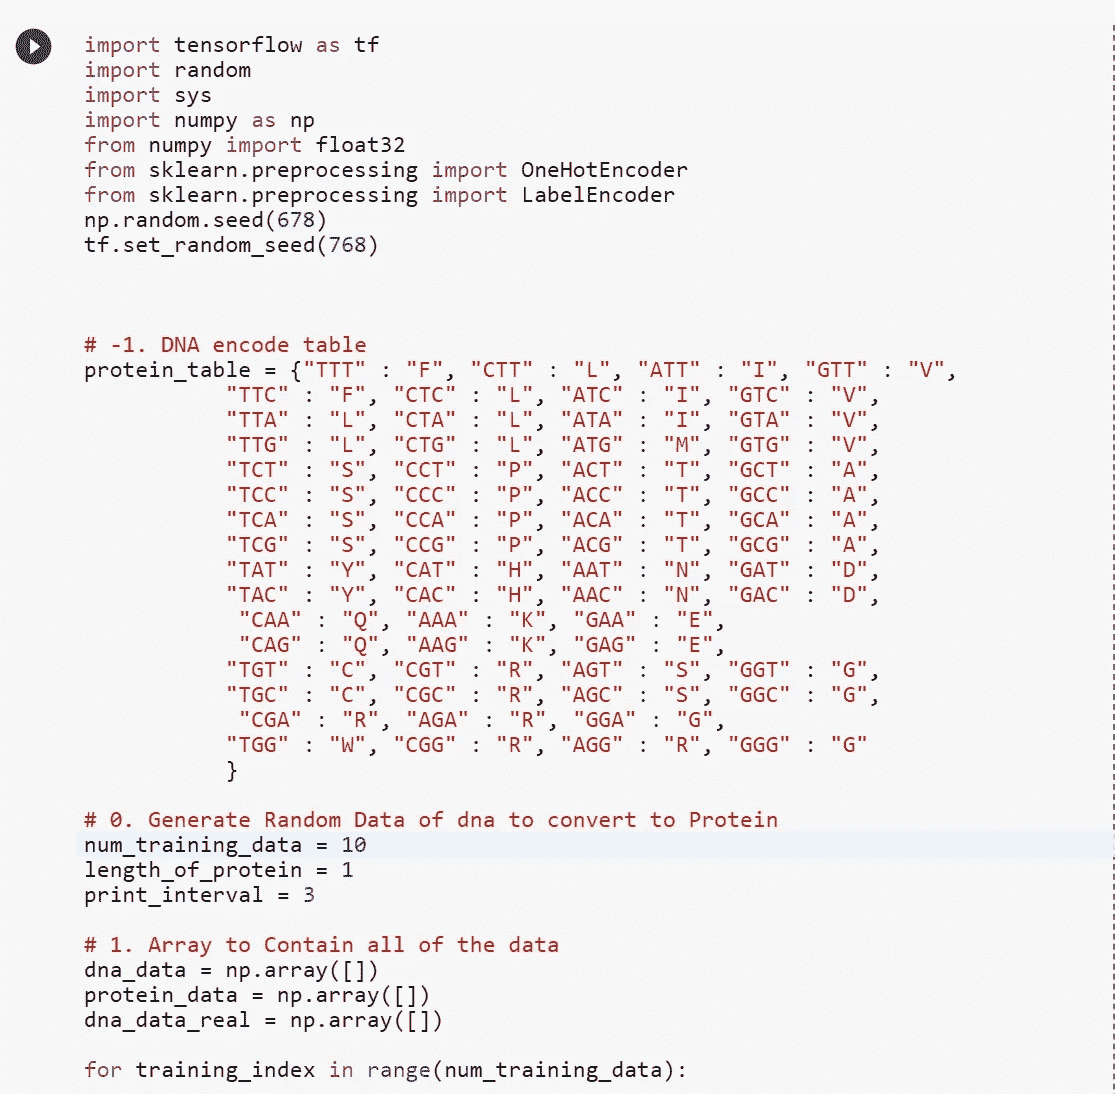 import tensorflow as tf
import random
import sys
import numpy as np
from numpy import float32
from sklearn.preprocessing import OneHotEncoder
from sklearn.preprocessing import LabelEncoder
np.random.seed(678)
tf.set_random_seed(768)
# -1. DNA encode table
protein_table = {"TTT" : "F", "CTT" : "L", "ATT" : "I", "GTT" : "V",
"TTC" : "F", "CTC" : "L", "ATC" : "I", "GTC" : "V",
"TTA" : "L", "CTA" : "L", "ATA" : "I", "GTA" : "V",
"TTG" : "L", "CTG" : "L", "ATG" : "M", "GTG" : "V",
"TCT" : "S", "CCT" : "P", "ACT" : "T", "GCT" : "A",
"TCC" : "S", "CCC" : "P", "ACC" : "T", "GCC" : "A",
"TCA" : "S", "CCA" : "P", "ACA" : "T", "GCA" : "A",
"TCG" : "S", "CCG" : "P", "ACG" : "T", "GCG" : "A",
"TAT" : "Y", "CAT" : "H", "AAT" : "N", "GAT" : "D",
"TAC" : "Y", "CAC" : "H", "AAC" : "N", "GAC" : "D",
"CAA" : "Q", "AAA" : "K", "GAA" : "E",
"CAG" : "Q", "AAG" : "K", "GAG" : "E",
"TGT" : "C", "CGT" : "R", "AGT" : "S", "GGT" : "G",
"TGC" : "C", "CGC" : "R", "AGC" : "S", "GGC" : "G",
"CGA" : "R", "AGA" : "R", "GGA" : "G",
"TGG" : "W", "CGG" : "R", "AGG" : "R", "GGG" : "G"
}
# 0. Generate Random Data of dna to convert to Protein
num_training_data = 10
length_of_protein = 1
print_interval = 3
# 1. Array to Contain all of the data
dna_data = np.array([])
protein_data = np.array([])
dna_data_real = np.array([])
for training_index in range(num_training_data):